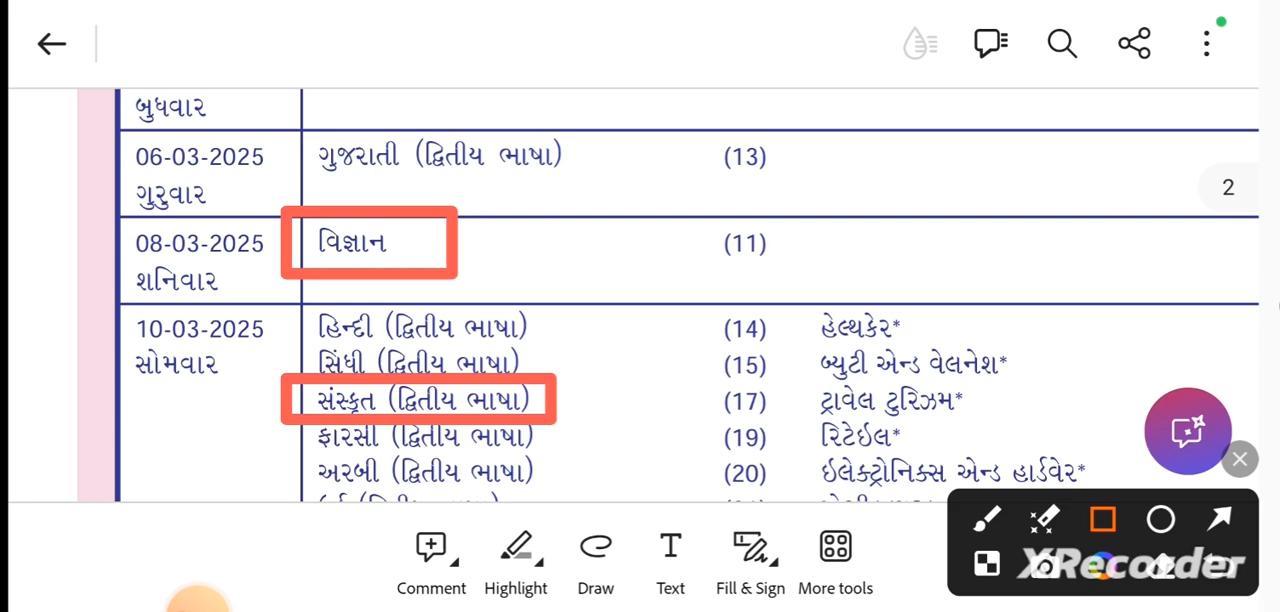 બુધવાર
06-03-2025 ગુજરાતી (દ્વિતીય ભાષા) (13)
ગુરુવાર
2
08-03-2025 વિજ્ઞાન (11)
શનિવાર
10-03-2025 હિન્દી (દ્વિતીય ભાષા) (14) હેલ્થકેર*
સોમવાર સિંધી (દ્વિતીય ભાષા) (15) બ્યુટી એન્ડ વેલનેશ*
સંસ્કૃત (દ્વિતીય ભાષા) (17) ટ્રાવેલ ટુરિઝમ*
ફારસી (દ્વિતીય ભાષા) (19) રિટેઇલ*
અરબી (દ્વિતીય ભાષા) (20) ઇલેક્ટ્રોનિક્સ એન્ડ હાર્ડવેર*
Comment Highlight Draw Text Fill & Sign More tools
XRecorder